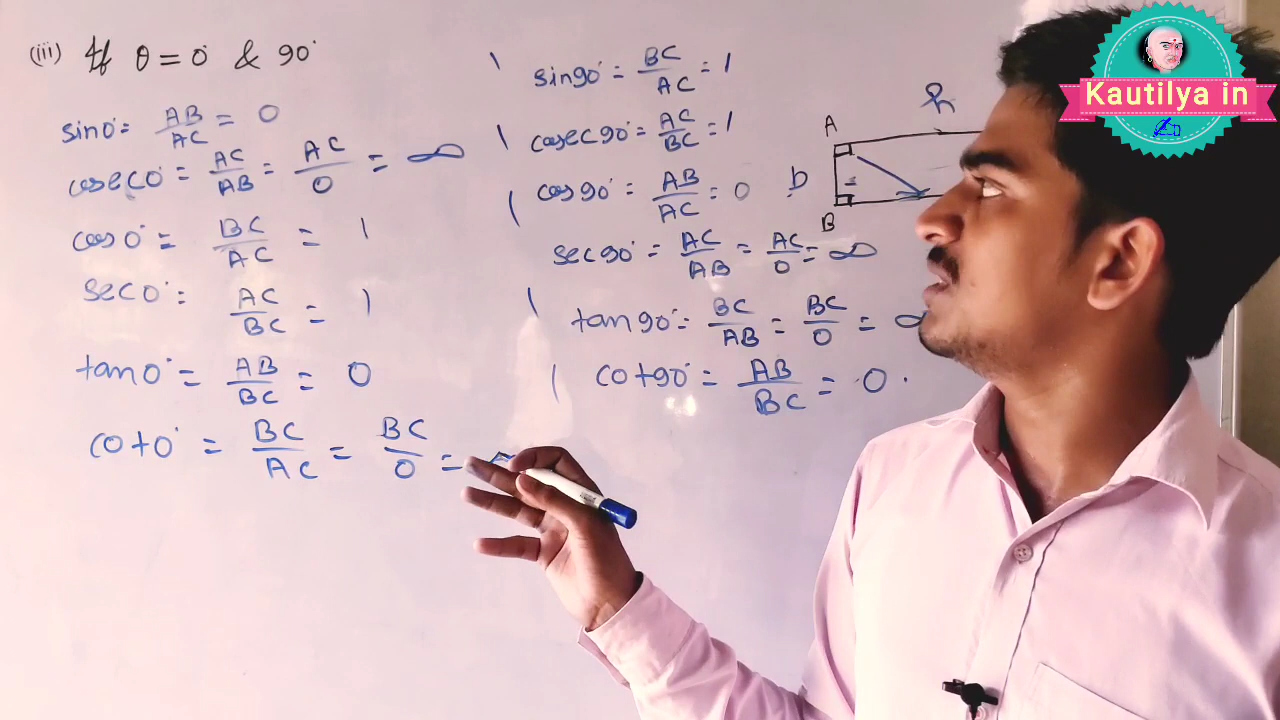 (iii) If θ = 0° & 90°
sin0° = AB/AC = 0
cosec0° = AC/AB = AC/0 = ∞
cos0° = BC/AC = 1
sec0° = AC/BC = 1
tan0° = AB/BC = 0
cot0° = BC/AC = BC/0 =
sin90° = BC/AC = 1
cosec90° = AC/BC = 1
cos90° = AB/AC = 0
sec90° = AC/AB = AC/0 = ∞
tan90° = BC/AB = BC/0 = ∞
cot90° = AB/BC = 0.
h
A
b
B
Kautilya in